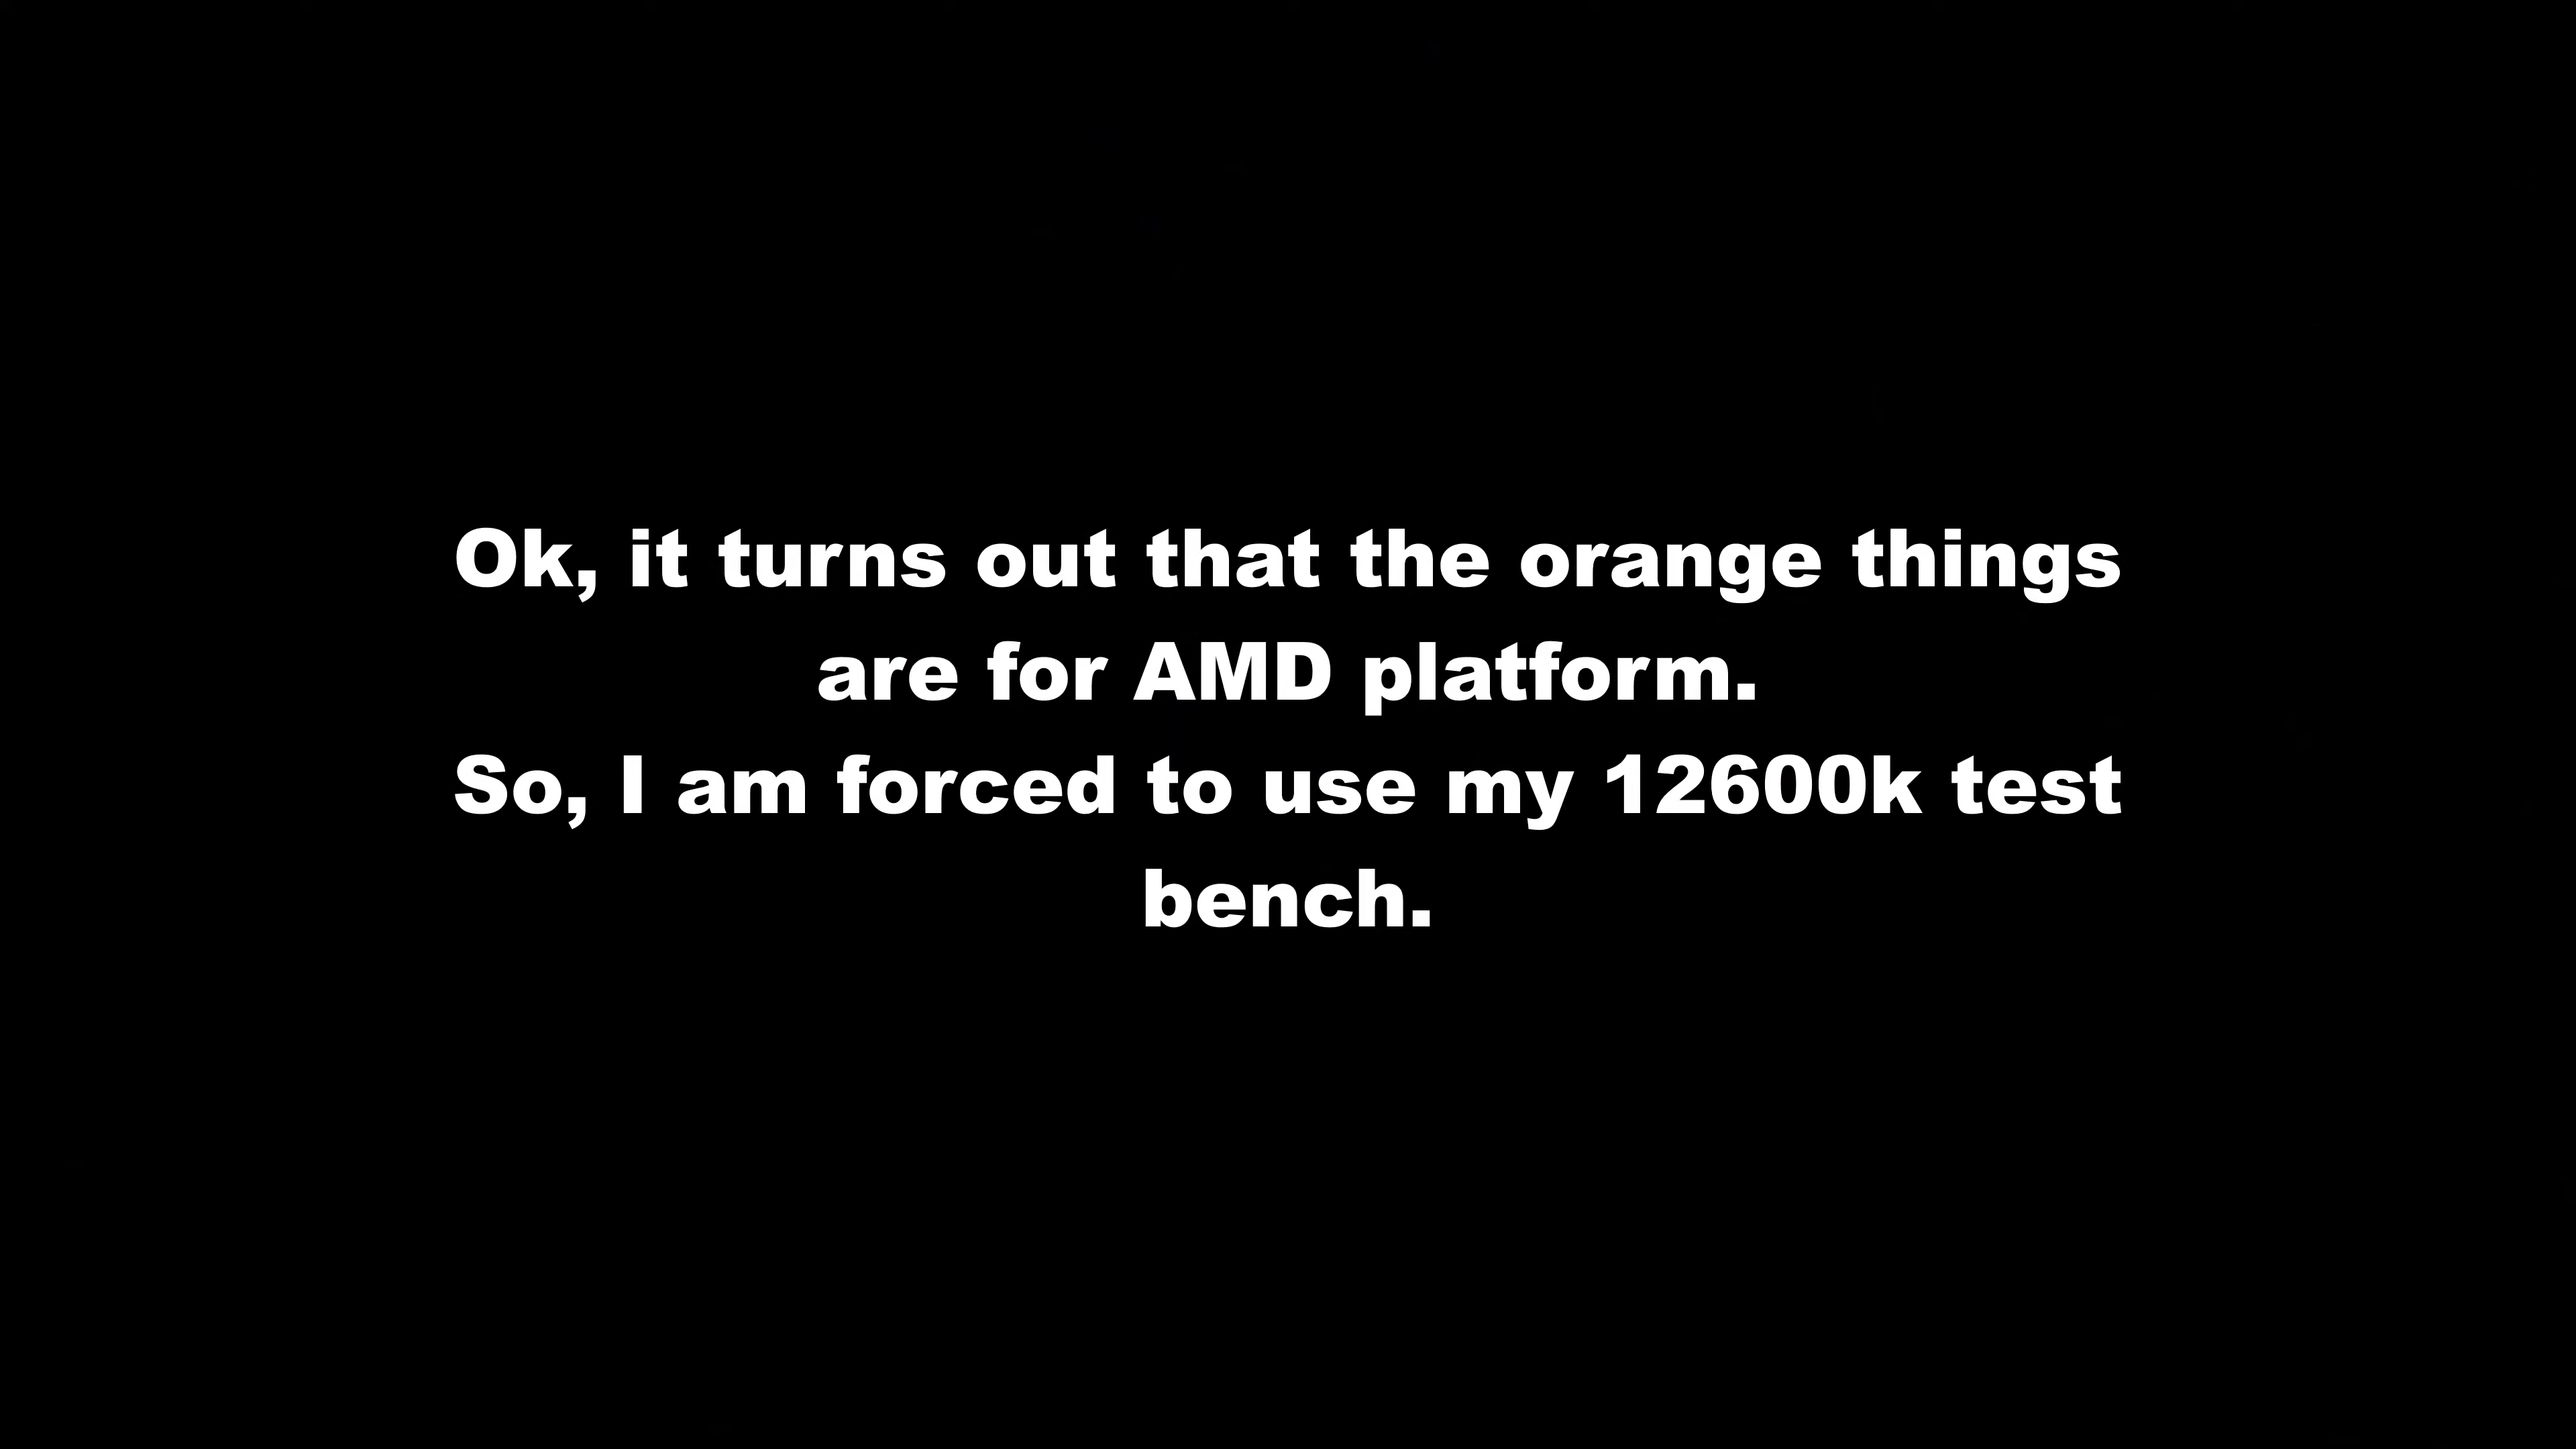 Ok, it turns out that the orange things
are for AMD platform.
So, I am forced to use my 12600k test
bench.